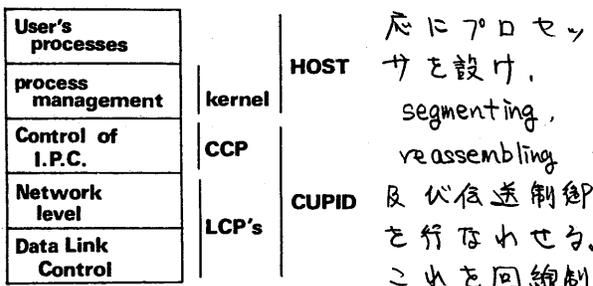 User's
processes
process
management
Control of
I.P.C.
Network
level
Data Link
Control
kernel
CCP
LCP's
HOST
CUPID
応にプロセッ
サを設け,
segmenting,
reassembling
及び伝送制御
を行なわせる。
これを回線制